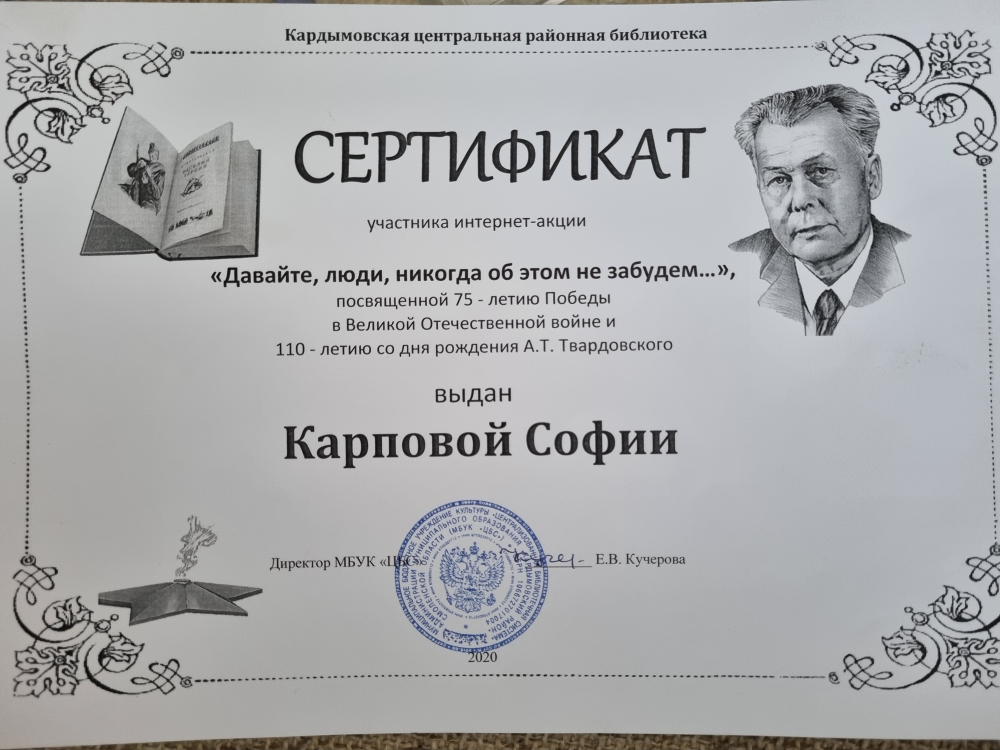 Кардымовская центральная районная библиотека
СЕРТИФИКАТ
участника интернет-акции
«Давайте, люди, никогда об этом не забудем...»,
посвященной 75 - летию Победы
в Великой Отечественной войне и
110 - летию со дня рождения А.Т. Твардовского
выдан
Карповой Софии
Директор МБУК «ЦБС» Е.В. Кучерова
2020